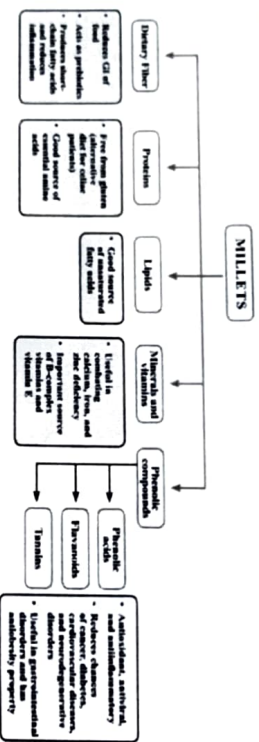 MILLETS
Dietary Fiber
• Reduces GI of
food
• Acts as prebiotics
• Produces short-
chain fatty acids
and reduces
inflammation
Proteins
• Free from gluten
(alternative
diet for celiac
patients)
• Good source of
essential amino
acids
Lipids
• Good source
of unsaturated
fatty acids
Minerals and
vitamins
• Useful in
combating
calcium, iron, and
zinc deficiency
• Important source
of B-complex
vitamins and
vitamin E
Phenolic
compounds
Phenolic
acids
Flavanoids
Tannins
• Antioxidant, antiviral,
and antiinflammatory
• Reduces chances
of cancer, diabetes,
cardiovascular diseases,
and neurodegenerative
disorders
• Useful in gastrointestinal
disorders and has
antiobesity property